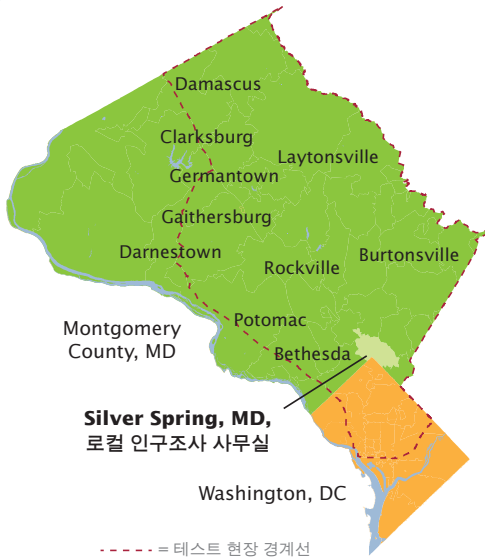 Damascus
Clarksburg
Laytonsville
Germantown
Gaithersburg
Darnestown
Burtonsville
Rockville
Potomac
Montgomery
County, MD
Bethesda
Silver Spring, MD,
로컬 인구조사 사무실
Washington, DC
= 테스트 현장 경계선